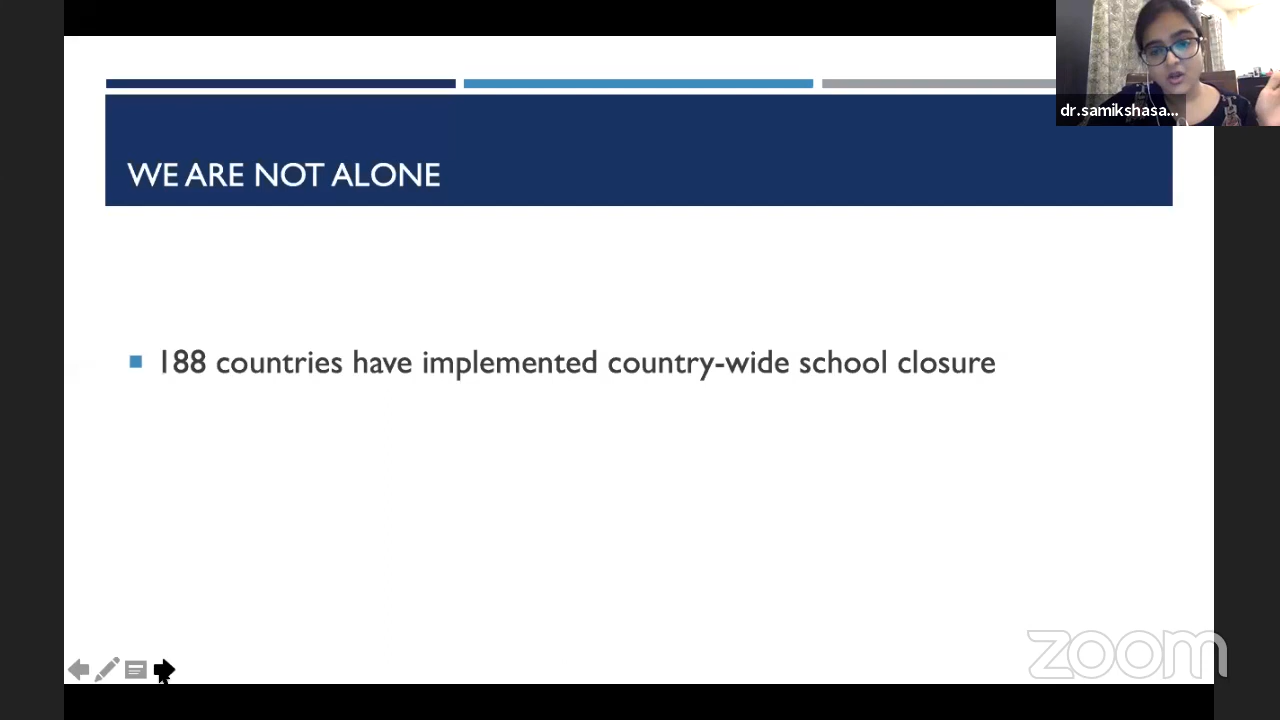 dr.samikshasa...
WE ARE NOT ALONE
188 countries have implemented country-wide school closure
zoom